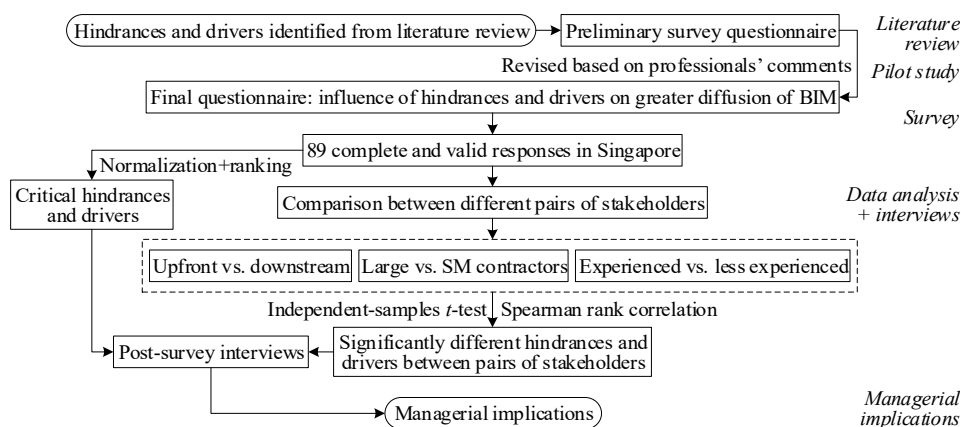 Hindrances and drivers identified from literature review
Preliminary survey questionnaire
Literature
review
Revised based on professionals’ comments
Pilot study
Final questionnaire: influence of hindrances and drivers on greater diffusion of BIM
Survey
89 complete and valid responses in Singapore
Normalization+ranking
Critical hindrances
and drivers
Comparison between different pairs of stakeholders
Data analysis
+ interviews
Upfront vs. downstream
Large vs. SM contractors
Experienced vs. less experienced
Independent-samples t-test
Spearman rank correlation
Post-survey interviews
Significantly different hindrances and
drivers between pairs of stakeholders
Managerial implications
Managerial
implications